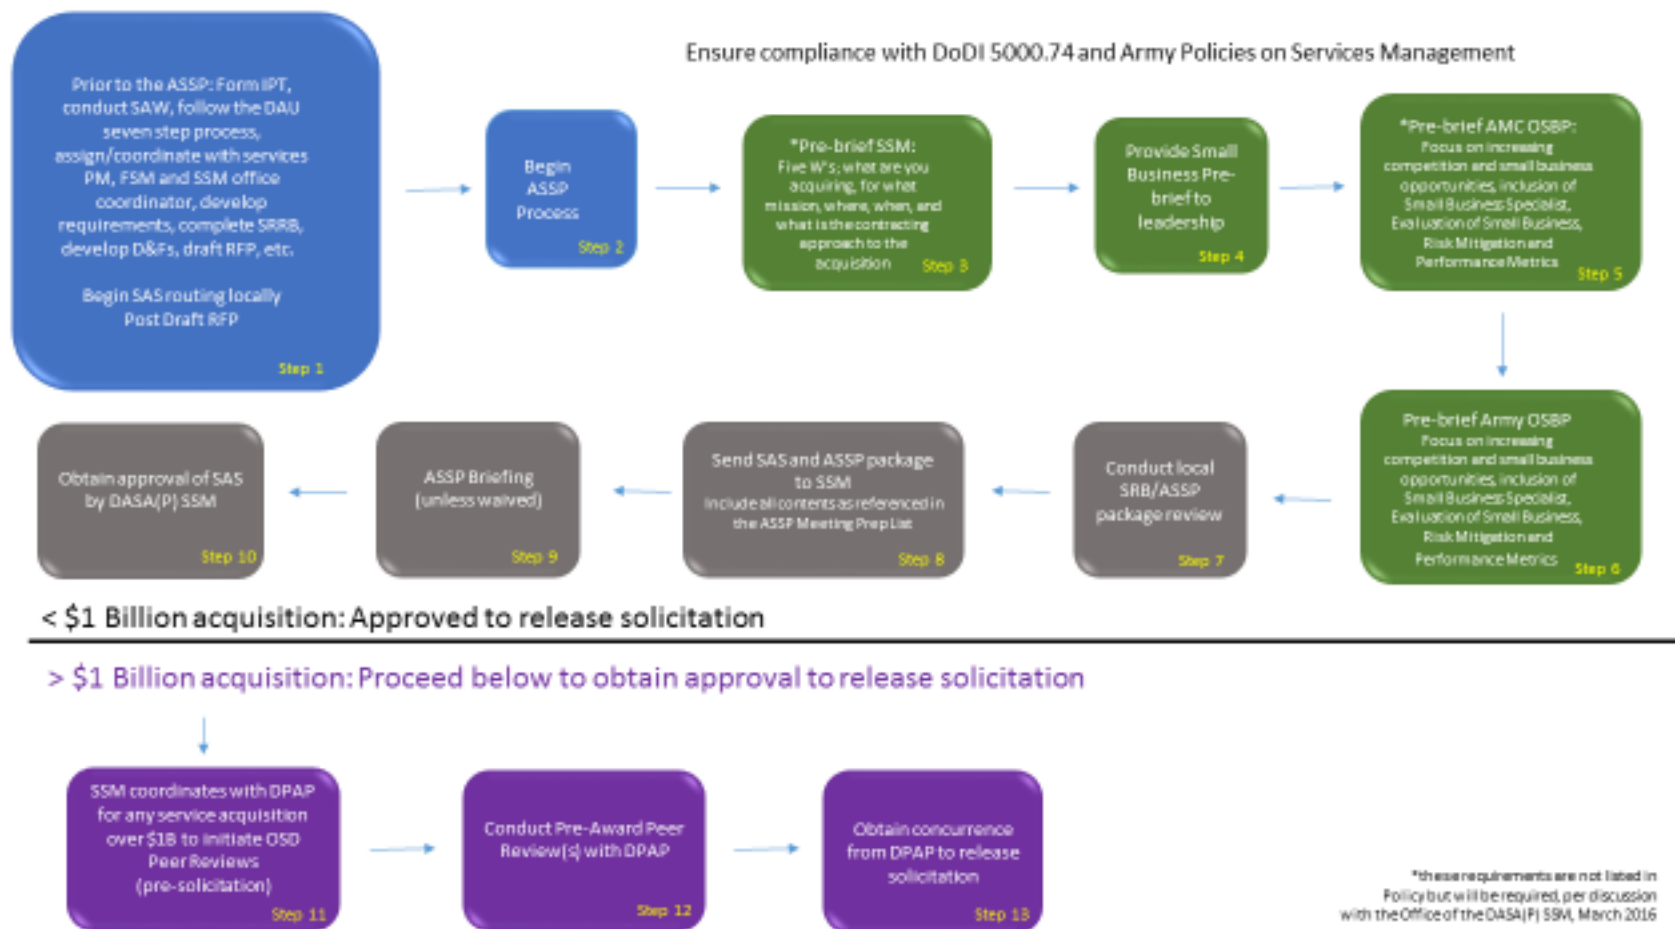 Ensure compliance with DoDI 5000.74 and Army Policies on Services Management
Prior to the ASSP: Form IPT,
conduct SAW, follow the DAU
seven step process,
assign/coordinate with services
PM, FSM and SSM office
coordinator, develop
requirements, complete SRRB,
develop D&Fs, draft RFP, etc.
Begin SAS routing locally
Post Draft RFP
Step 1
Begin
ASSP
Process
Step 2
*Pre-brief SSM:
Five W's; what are you
acquiring, for what
mission, where, when, and
what is the contracting
approach to the
acquisition
Step 3
Provide Small
Business Pre-
brief to
leadership
Step 4
*Pre-brief AMC OSBP:
Focus on increasing
competition and small business
opportunities, inclusion of
Small Business Specialist,
Evaluation of Small Business,
Risk Mitigation and
Performance Metrics
Step 5
Pre-brief Army OSBP
Focus on increasing
competition and small business
opportunities, inclusion of
Small Business Specialist,
Evaluation of Small Business,
Risk Mitigation and
Performance Metrics
Step 6
Conduct local
SRB/ASSP
package review
Step 7
Send SAS and ASSP package
to SSM
Include all contents as referenced in
the ASSP Meeting Prep List
Step 8
ASSP Briefing
(unless waived)
Step 9
Obtain approval of SAS
by DASA(P) SSM
Step 10
< $1 Billion acquisition: Approved to release solicitation
> $1 Billion acquisition: Proceed below to obtain approval to release solicitation
SSM coordinates with DPAP
for any service acquisition
over $1B to initiate OSD
Peer Reviews
(pre-solicitation)
Step 11
Conduct Pre-Award Peer
Review(s) with DPAP
Step 12
Obtain concurrence
from DPAP to release
solicitation
Step 13
*these requirements are not listed in
Policy but will be required, per discussion
with the Office of the DASA(P) SSM, March 2016